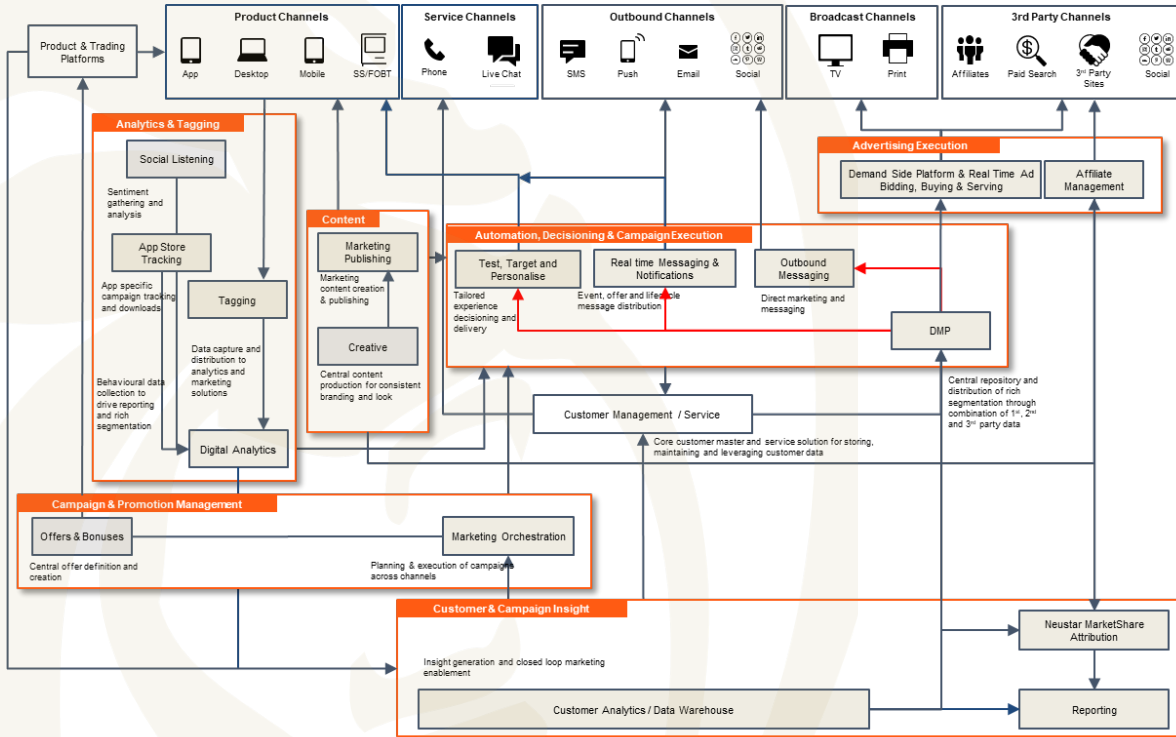 Product Channels
Service Channels
Outbound Channels
Broadcast Channels
3rd Party Channels
Product & Trading
Platforms
App
Desktop
Mobile
SS/FOBT
Phone
Live Chat
SMS
Push
Email
Social
TV
Print
Affiliates
Paid Search
3rd Party
Sites
Social
Analytics & Tagging
Social Listening
Sentiment
gathering and
analysis
App Store
Tracking
App specific
campaign tracking
and downloads
Tagging
Data capture and
distribution to
analytics and
marketing
solutions
Behavioural data
collection to
drive reporting
and rich
segmentation
Digital Analytics
Content
Marketing
Publishing
Marketing
content creation
& publishing
Creative
Central content
production for consistent
branding and look
Advertising Execution
Demand Side Platform & Real Time Ad
Bidding, Buying & Serving
Affiliate
Management
Automation, Decisioning & Campaign Execution
Test, Target and
Personalise
Tailored
experience
decisioning and
delivery
Real time Messaging &
Notifications
Event, offer and lifestyle
message distribution
Outbound
Messaging
Direct marketing and
messaging
DMP
Central repository and
distribution of rich
segmentation through
combination of 1st, 2nd
and 3rd party data
Customer Management / Service
Core customer master and service solution for storing,
maintaining and leveraging customer data
Campaign & Promotion Management
Offers & Bonuses
Central offer definition and
creation
Marketing Orchestration
Planning & execution of campaigns
across channels
Customer & Campaign Insight
Insight generation and closed loop marketing
enablement
Customer Analytics / Data Warehouse
Neustar MarketShare
Attribution
Reporting